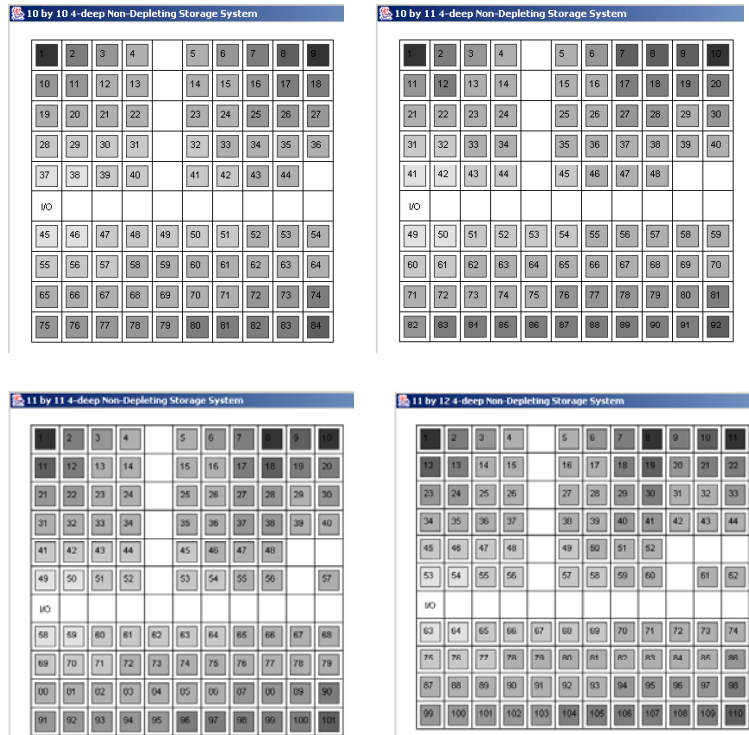 10 by 10 4-deep Non-Depleting Storage System
1 2 3 4 5 6 7 8 9
10 11 12 13 14 15 16 17 18
19 20 21 22 23 24 25 26 27
28 29 30 31 32 33 34 35 36
37 38 39 40 41 42 43 44
I/O
45 46 47 48 49 50 51 52 53 54
55 56 57 58 59 60 61 62 63 64
65 66 67 68 69 70 71 72 73 74
75 76 77 78 79 80 81 82 83 84
10 by 11 4-deep Non-Depleting Storage System
1 2 3 4 5 6 7 8 9 10
11 12 13 14 15 16 17 18 19 20
21 22 23 24 25 26 27 28 29 30
31 32 33 34 35 36 37 38 39 40
41 42 43 44 45 46 47 48
I/O
49 50 51 52 53 54 55 56 57 58 59
60 61 62 63 64 65 66 67 68 69 70
71 72 73 74 75 76 77 78 79 80 81
82 83 84 85 86 87 88 89 90 91 92
11 by 11 4-deep Non-Depleting Storage System
1 2 3 4 5 6 7 8 9 10
11 12 13 14 15 16 17 18 19 20
21 22 23 24 25 26 27 28 29 30
31 32 33 34 35 36 37 38 39 40
41 42 43 44 45 46 47 48
49 50 51 52 53 54 55 56 57
I/O
58 59 60 61 62 63 64 65 66 67 68
69 70 71 72 73 74 75 76 77 78 79
80 81 82 83 84 85 86 87 88 89 90
91 92 93 94 95 96 97 98 99 100 101
11 by 12 4-deep Non-Depleting Storage System
1 2 3 4 5 6 7 8 9 10 11
12 13 14 15 16 17 18 19 20 21 22
23 24 25 26 27 28 29 30 31 32 33
34 35 36 37 38 39 40 41 42 43 44
45 46 47 48 49 50 51 52
53 54 55 56 57 58 59 60 61 62
I/O
63 64 65 66 67 68 69 70 71 72 73 74
75 76 77 78 79 80 81 82 83 84 85 86
87 88 89 90 91 92 93 94 95 96 97 98
99 100 101 102 103 104 105 106 107 108 109 110